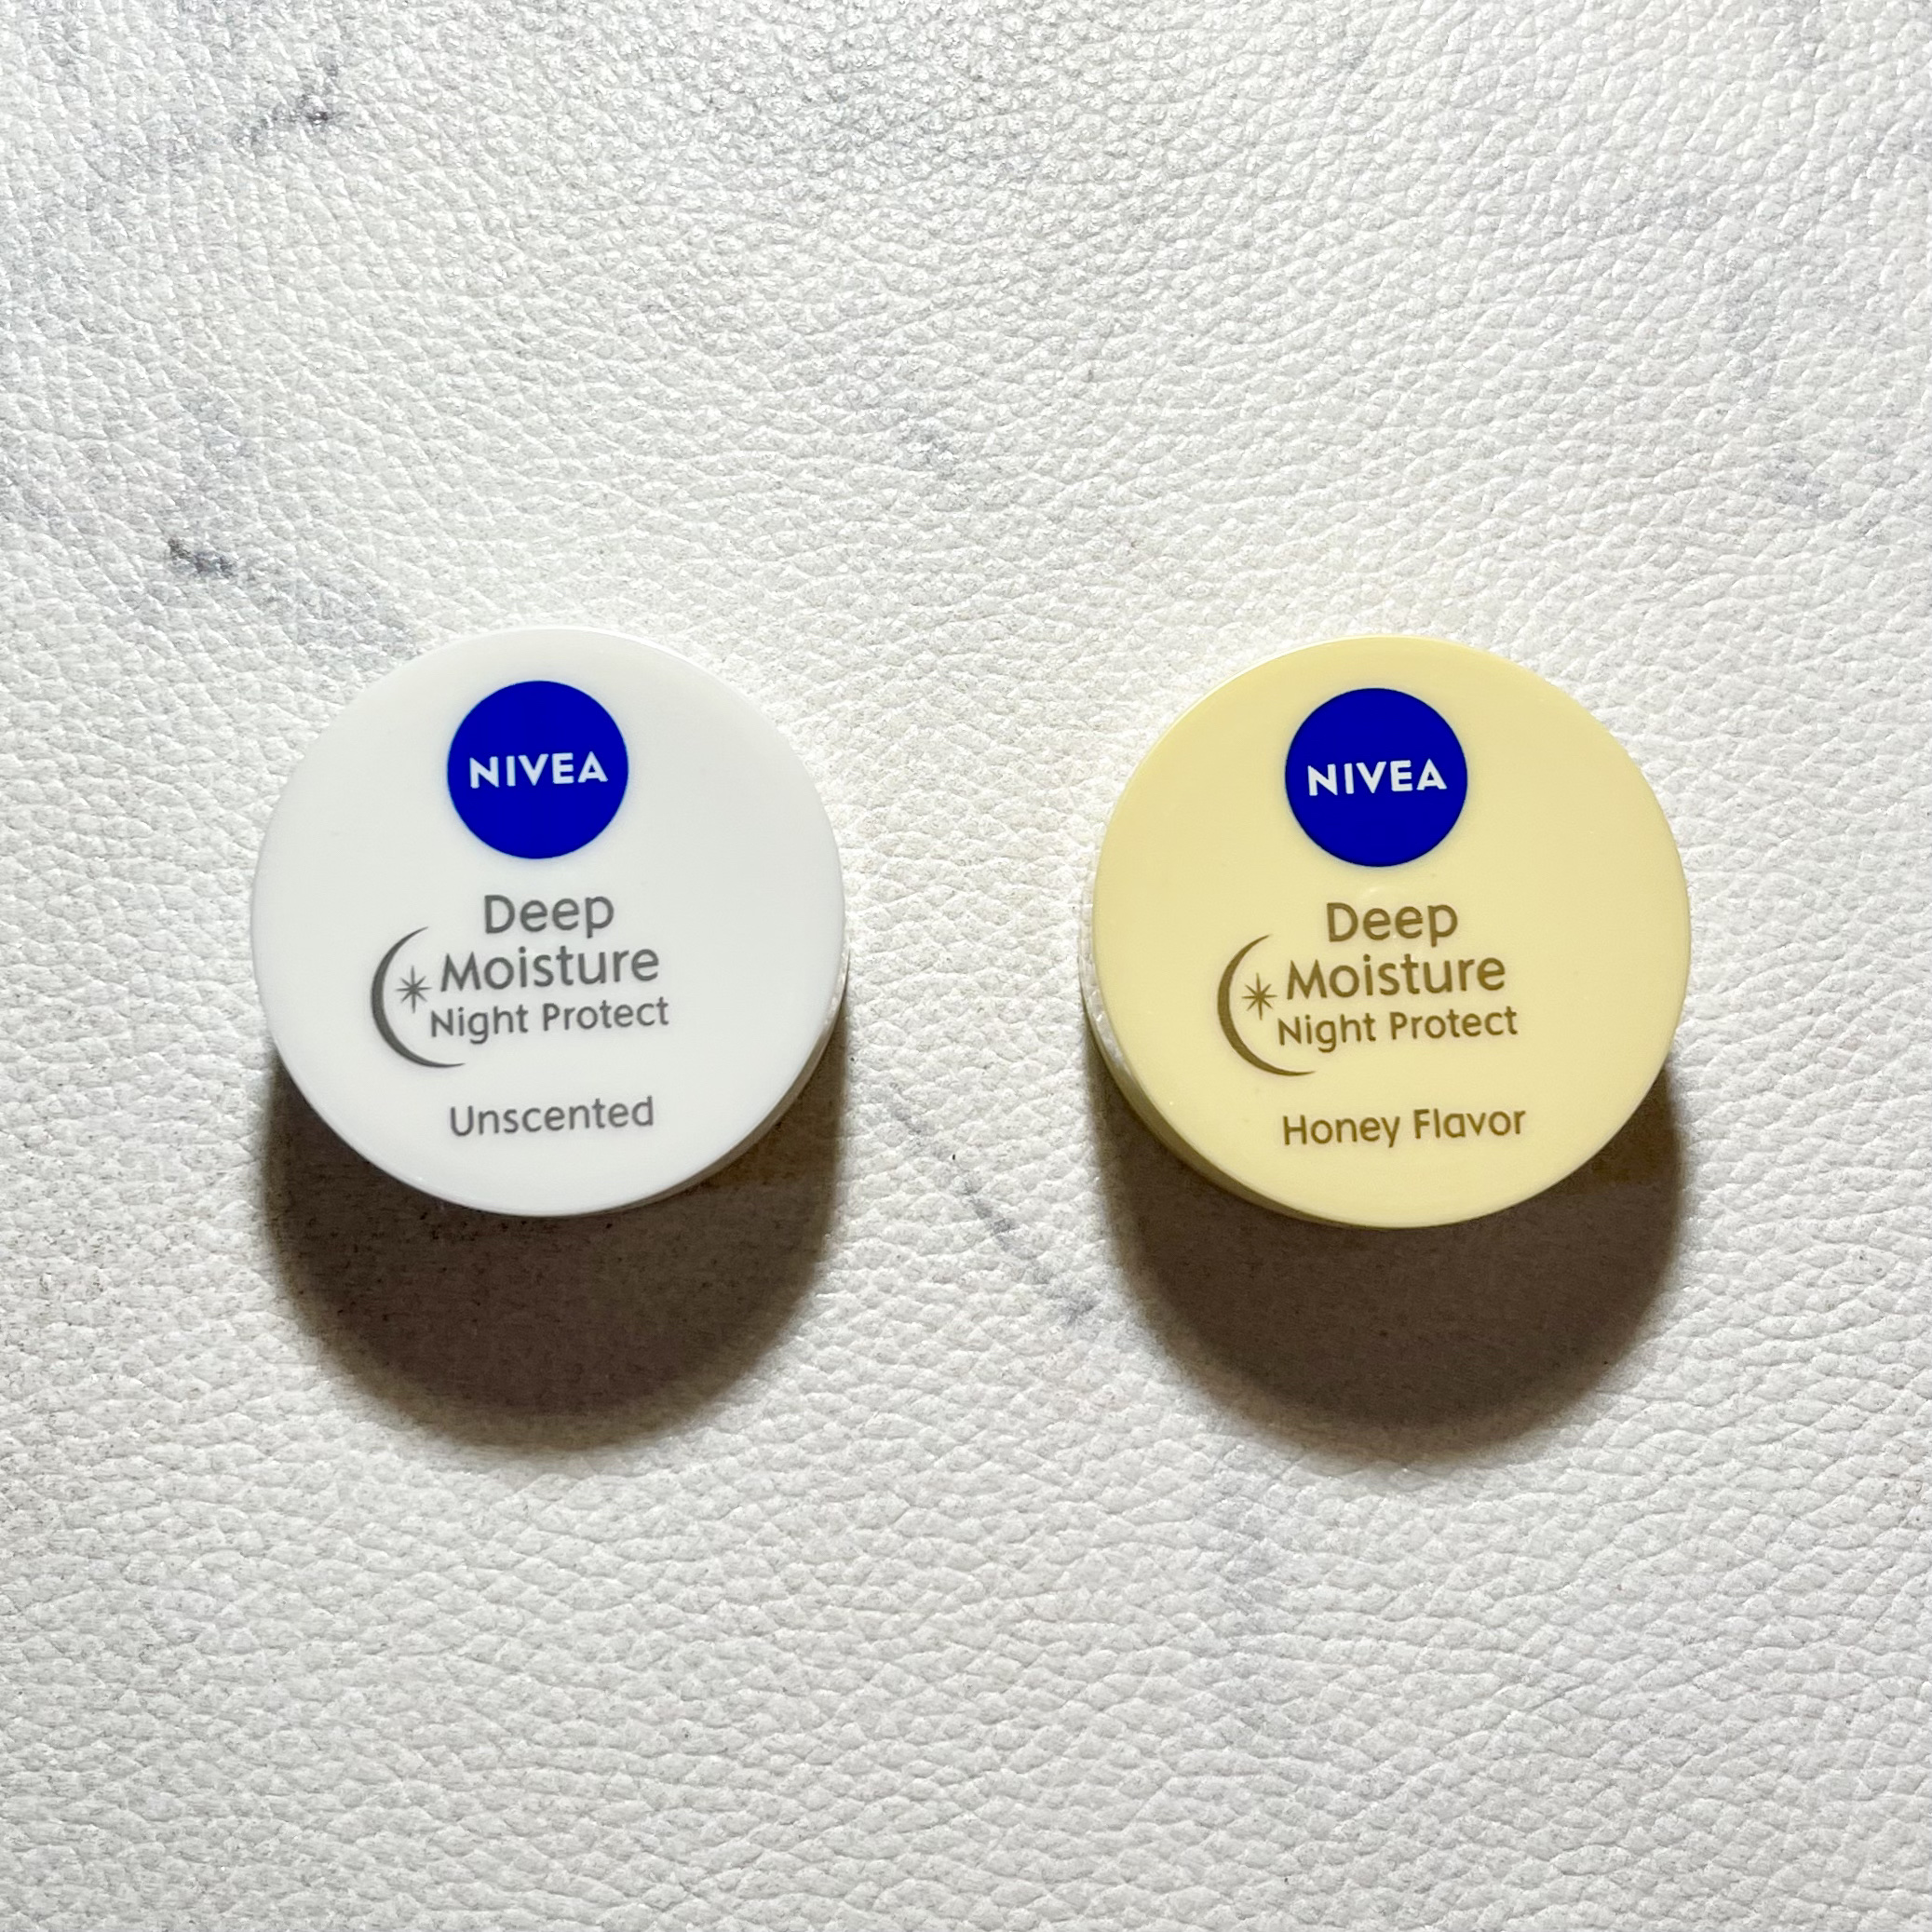 NIVEA
Deep
Moisture
Night Protect
Unscented
NIVEA
Deep
Moisture
Night Protect
Honey Flavor